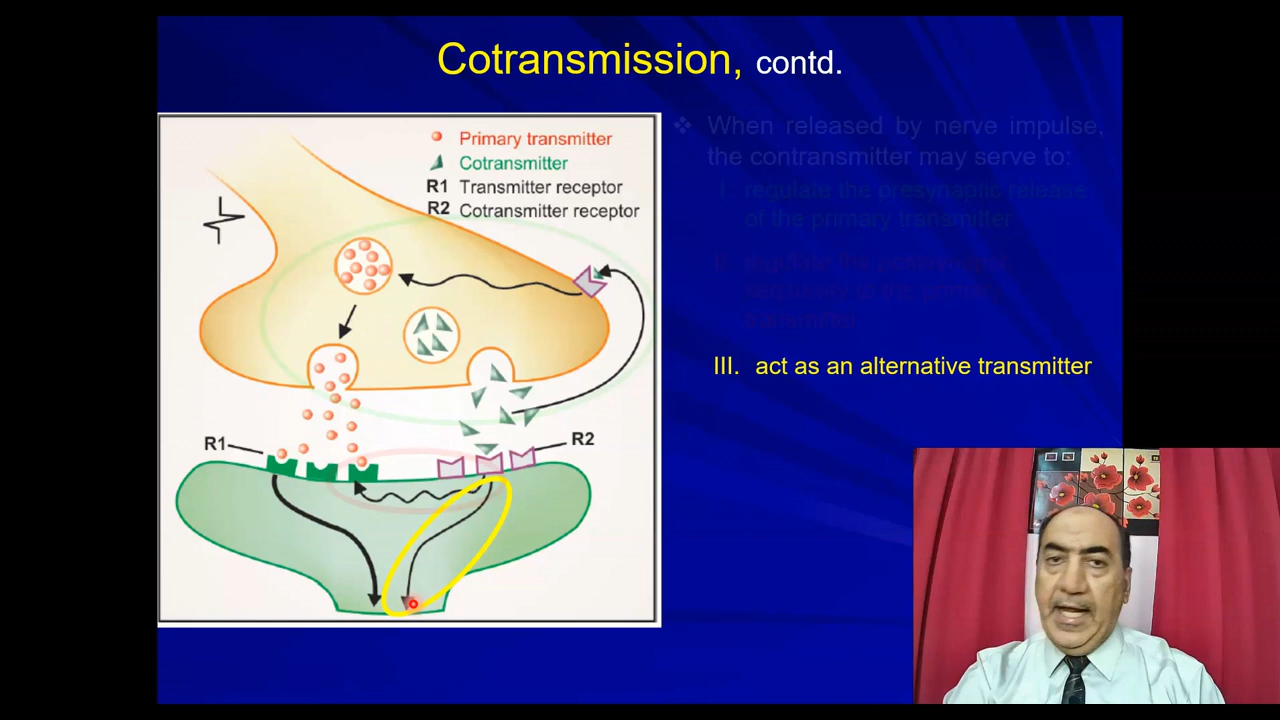 Cotransmission, contd.
Primary transmitter
Cotransmitter
R1 Transmitter receptor
R2 Cotransmitter receptor
R1
R2
❖ When released by nerve impulse,
the contransmitter may serve to:
I. regulate the presynaptic release
of the primary transmitter
II. regulate the postsynaptic
sensitivity to the primary
transmitter
III. act as an alternative transmitter